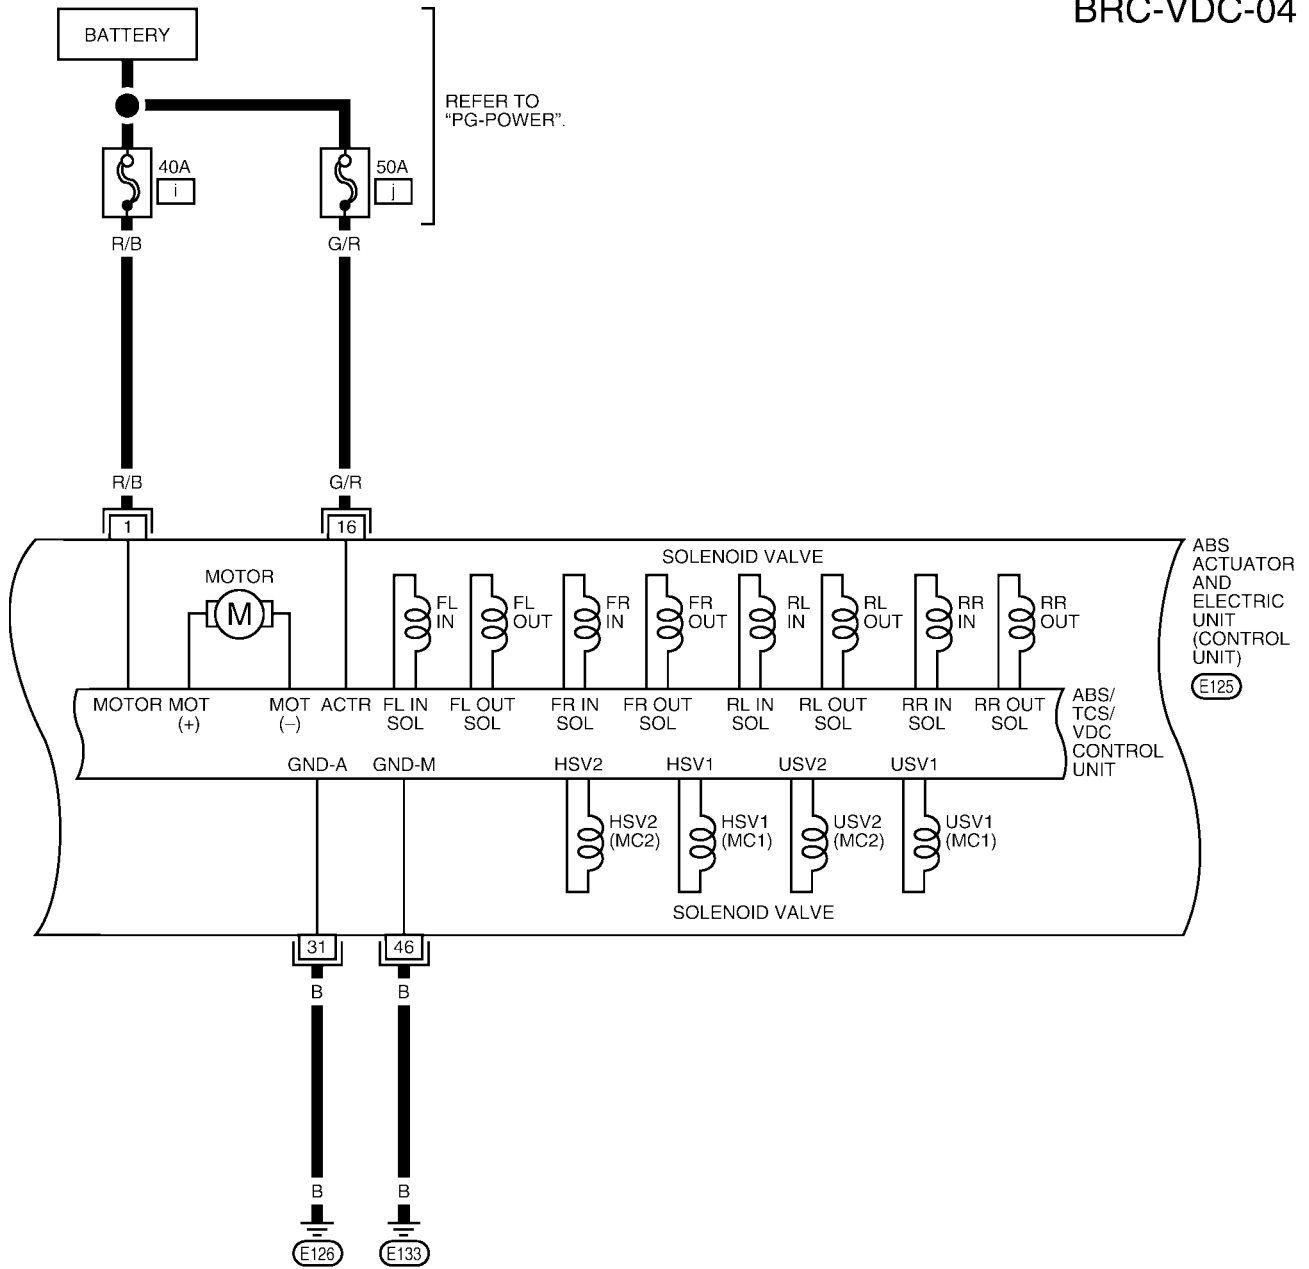 BRC-VDC-04
BATTERY
REFER TO
“PG-POWER”.
40A
i
50A
j
R/B
G/R
R/B
G/R
1
16
SOLENOID VALVE
MOTOR
M
FL
IN
FL
OUT
FR
IN
FR
OUT
RL
IN
RL
OUT
RR
IN
RR
OUT
ABS
ACTUATOR
AND
ELECTRIC
UNIT
(CONTROL
UNIT)
E125
MOTOR
MOT
(+)
MOT
(–)
ACTR
FL IN
SOL
FL OUT
SOL
FR IN
SOL
FR OUT
SOL
RL IN
SOL
RL OUT
SOL
RR IN
SOL
RR OUT
SOL
ABS/
TCS/
VDC
CONTROL
UNIT
GND-A
GND-M
HSV2
HSV1
USV2
USV1
HSV2
(MC2)
HSV1
(MC1)
USV2
(MC2)
USV1
(MC1)
SOLENOID VALVE
31
46
B
B
B
B
E126
E133